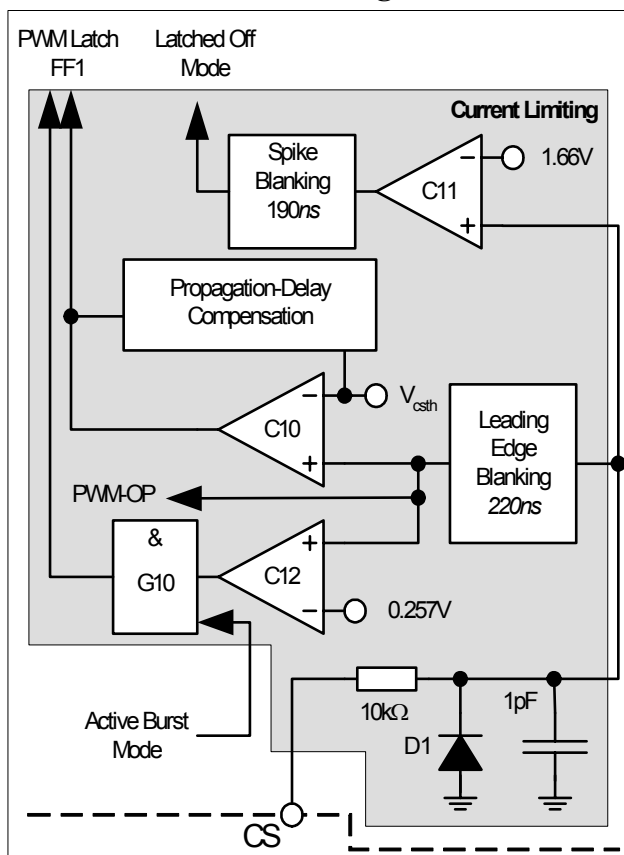 PWM Latch
FF1
Latched Off
Mode
Current Limiting
Spike
Blanking
190ns
C11
1.66V
Propagation-Delay
Compensation
C10
Vcsth
Leading
Edge
Blanking
220ns
PWM-OP
&
G10
C12
0.257V
Active Burst
Mode
10kΩ
D1
1pF
CS